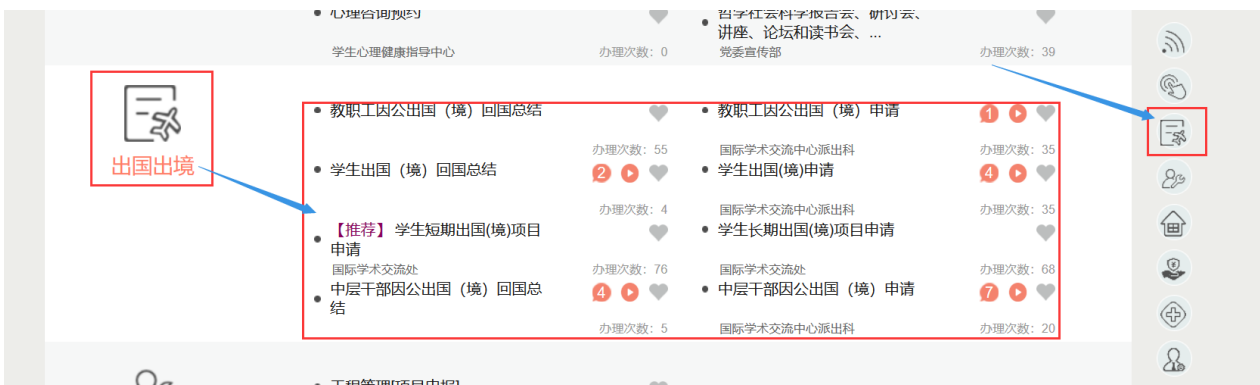 心理咨询预约
哲学社会科学报告会、研讨会、
讲座、论坛和读书会、...
学生心理健康指导中心
办理次数：0
党委宣传部
办理次数：39
出国出境
教职工因公出国（境）回国总结
办理次数：55
教职工因公出国（境）申请
1
国际学术交流中心派出科
办理次数：35
学生出国（境）回国总结
2
办理次数：4
学生出国(境)申请
4
国际学术交流中心派出科
办理次数：35
【推荐】 学生短期出国(境)项目
申请
国际学术交流处
办理次数：76
学生长期出国(境)项目申请
国际学术交流处
办理次数：68
中层干部因公出国（境）回国总
结
4
办理次数：5
中层干部因公出国（境）申请
7
国际学术交流中心派出科
办理次数：20
工程管理[项目申报]